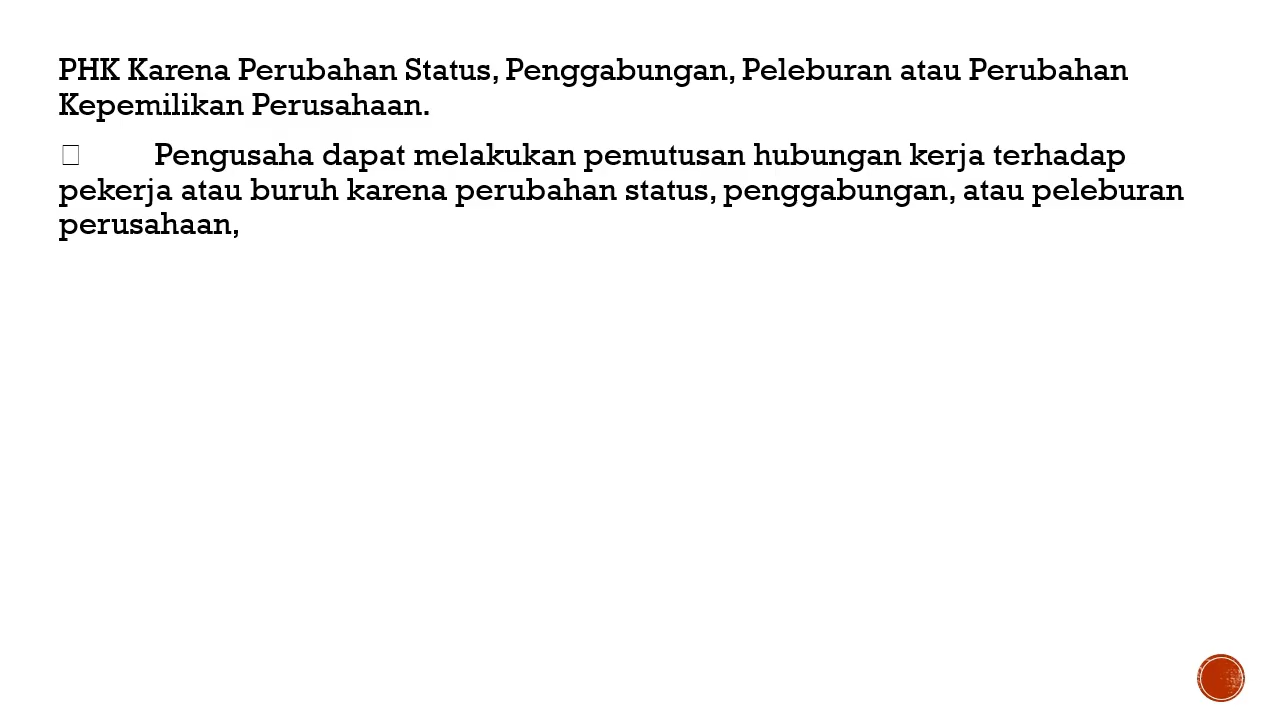 PHK Karena Perubahan Status, Penggabungan, Peleburan atau Perubahan
Kepemilikan Perusahaan.
Pengusaha dapat melakukan pemutusan hubungan kerja terhadap
pekerja atau buruh karena perubahan status, penggabungan, atau peleburan
perusahaan,